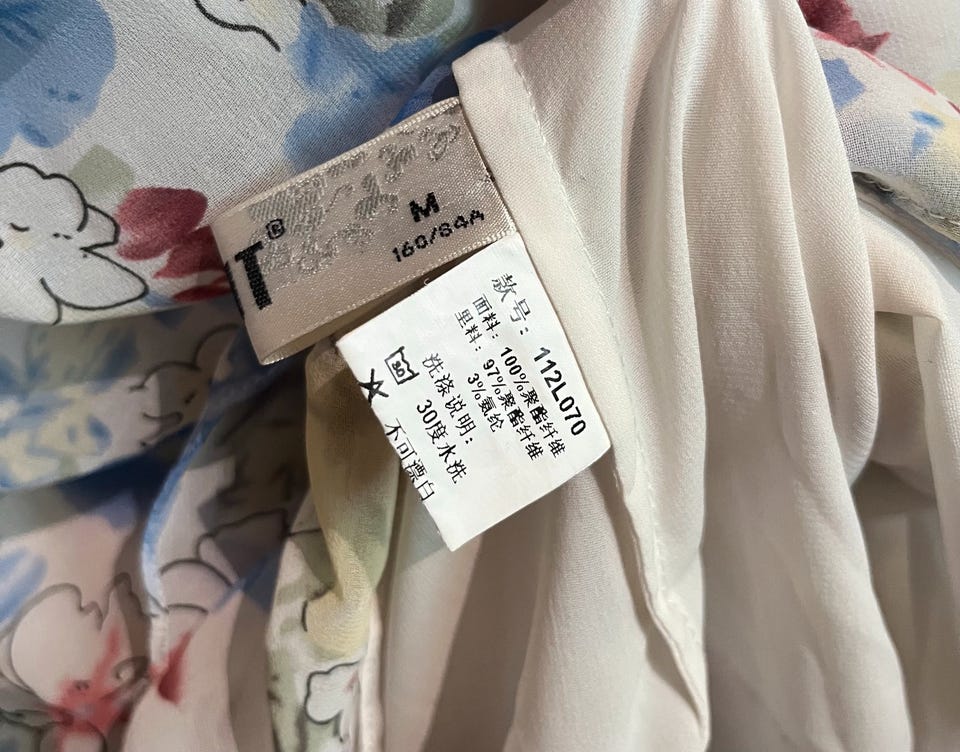 T®
M
160/84A
款号：112L070
面料：100%聚酯纤维
里料：97%聚酯纤维
3%氨纶
洗涤说明：
30
30度水洗
不可漂白